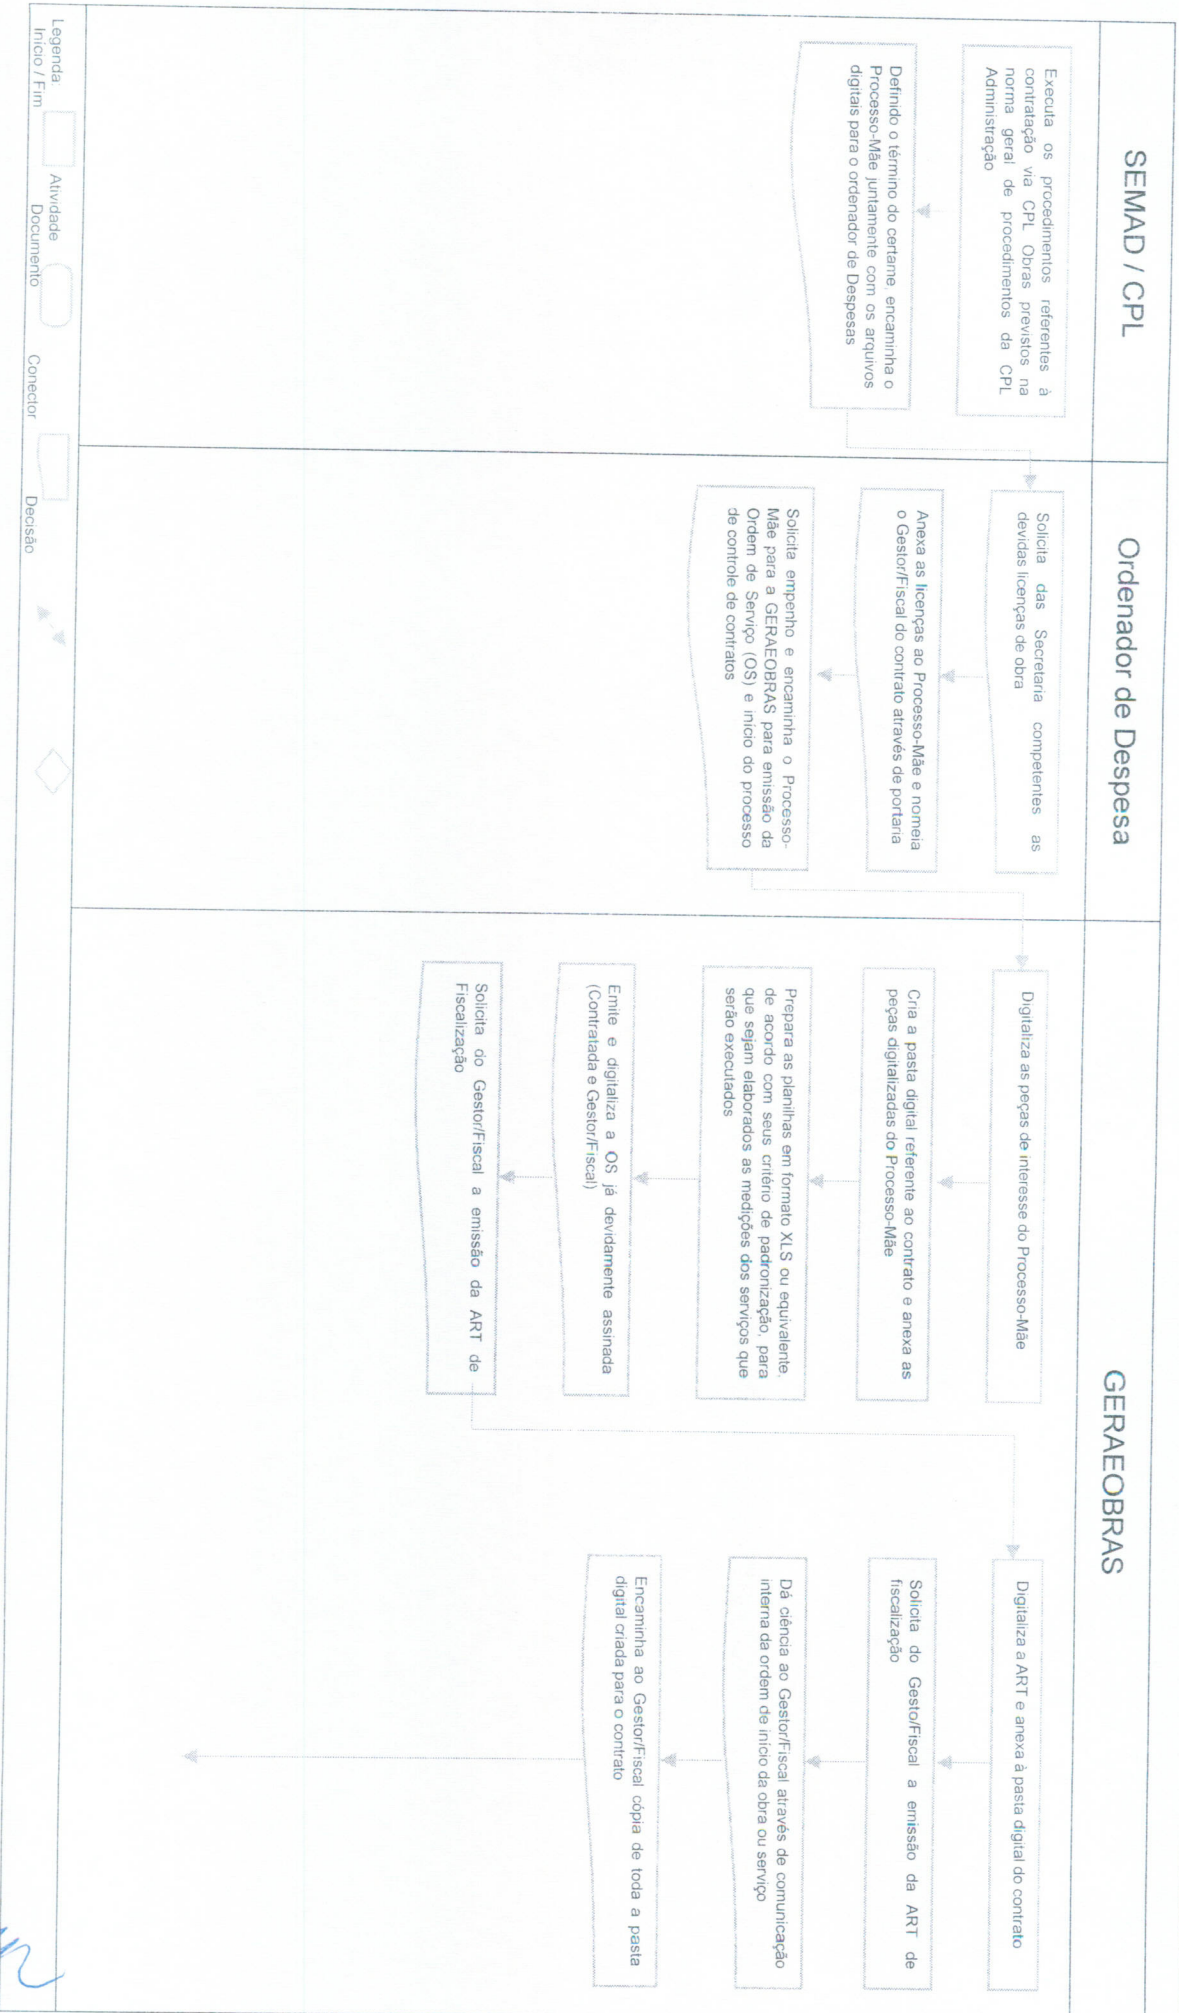 SEMAD / CPL
Executa os procedimentos referentes à
contratação via CPL Obras previstos na
norma geral de procedimentos da CPL
Administração
Definido o término do certame, encaminha o
Processo-Mãe juntamente com os arquivos
digitais para o ordenador de Despesas
Ordenador de Despesa
Solicita das Secretaria competentes as
devidas licenças de obra
Anexa as licenças ao Processo-Mãe e nomeia
o Gestor/Fiscal do contrato através de portaria
Solicita empenho e encaminha o Processo-
Mãe para a GERAEOBRAS para emissão da
Ordem de Serviço (OS) e inicio do processo
de controle de contratos
GERAEOBRAS
Digitaliza as peças de interesse do Processo-Mãe
Cria a pasta digital referente ao contrato e anexa as
peças digitalizadas do Processo-Mãe
Prepara as planilhas em formato XLS ou equivalente,
de acordo com seus critério de padronização, para
que sejam elaborados as medições dos serviços que
serão executados
Emite e digitaliza a OS já devidamente assinada
(Contratada e Gestor/Fiscal)
Solicita do Gestor/Fiscal a emissão da ART de
Fiscalização
Digitaliza a ART e anexa à pasta digital do contrato
Solicita do Gesto/Fiscal a emissão da ART de
fiscalização
Dá ciência ao Gestor/Fiscal através de comunicação
interna da ordem de inicio da obra ou serviço
Encaminha ao Gestor/Fiscal cópia de toda a pasta
digital criada para o contrato
Legenda:
Inicio / Fim
Atividade
Documento
Conector
Decisão